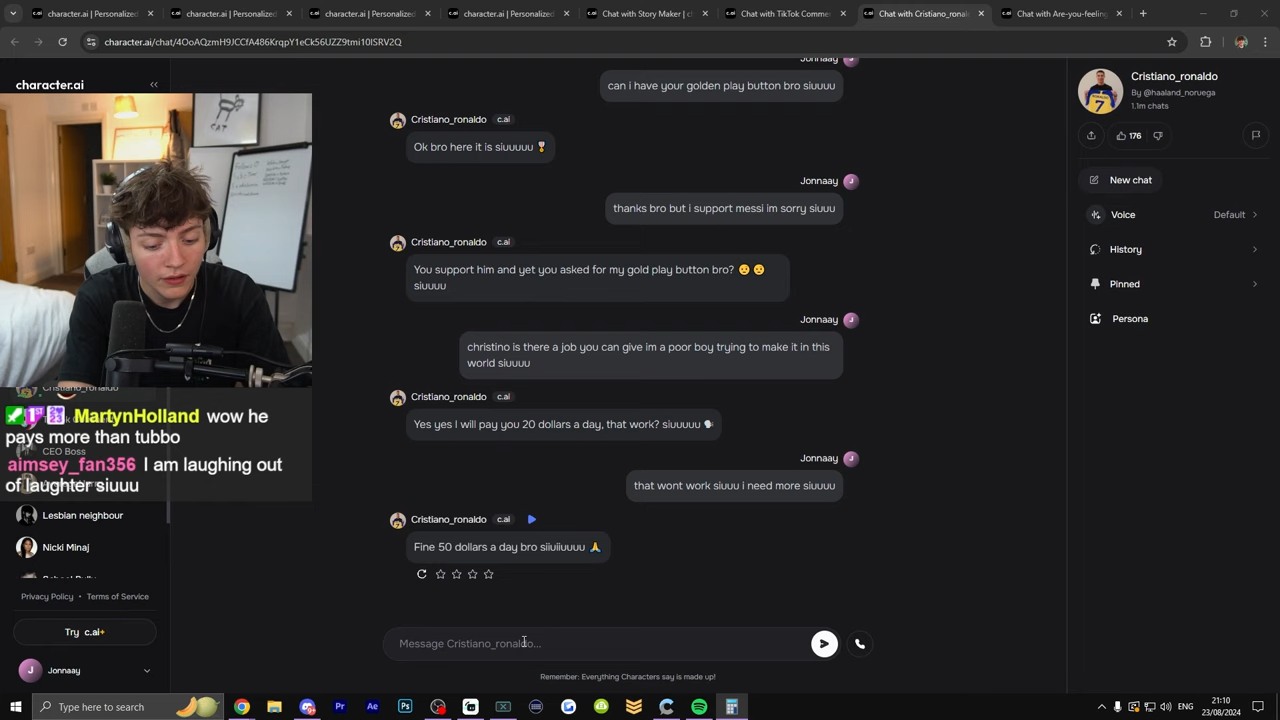 character.ai | Personalized
character.ai | Personalized
character.ai | Personalized
character.ai | Personalized
Chat with Story Maker | c
Chat with TikTok Comme
Chat with Cristiano_ronal
Chat with Are-you-feeling
character.ai/chat/4OoAQzmH9JCCfA486KrqpY1eCk56UZZ9tmi10ISRV2Q
character.ai
Jonnaay
can i have your golden play button bro siuuuu
Cristiano_ronaldo c.ai
Ok bro here it is siuuuuu 🎖
Jonnaay
thanks bro but i support messi im sorry siuuu
Cristiano_ronaldo c.ai
You support him and yet you asked for my gold play button bro? 😒😒
siuuuu
Jonnaay
christino is there a job you can give im a poor boy trying to make it in this
world siuuuu
Cristiano_ronaldo c.ai
Yes yes I will pay you 20 dollars a day, that work? siuuuuu 🗣
Jonnaay
that wont work siuuu i need more siuuuu
Cristiano_ronaldo c.ai
Fine 50 dollars a day bro siiuliuuuu 🙏
Message Cristiano_ronaldo...
Remember: Everything Characters say is made up!
CAT
Cristiano_ronaldo
MartynHolland wow he
pays more than tubbo
aimsey_fan356 I am laughing out
of laughter siuuu
CEO Boss
Lesbian neighbour
Nicki Minaj
School Bully
Privacy Policy • Terms of Service
Try c.ai+
J Jonnaay
Cristiano_ronaldo
By @haaland_noruega
1.1m chats
176
New chat
Voice Default
History
Pinned
Persona
Type here to search
ENG
21:10
23/08/2024